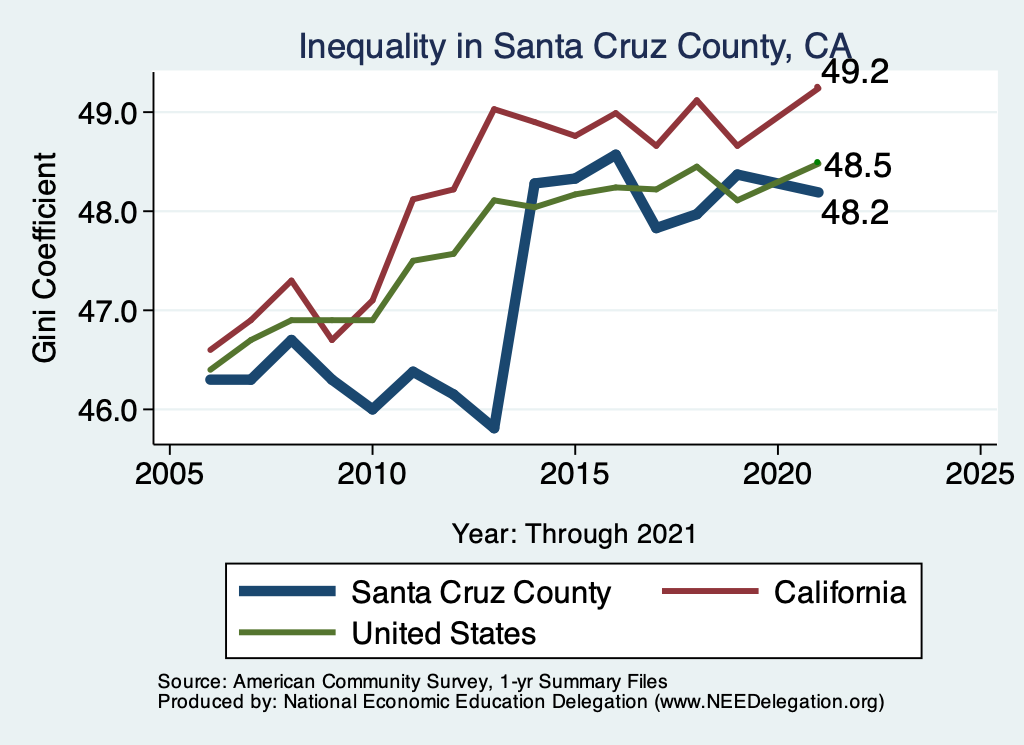 Inequality in Santa Cruz County, CA
49.2
49.0
48.5
48.0
48.2
47.0
46.0
Gini Coefficient
2005 2010 2015 2020 2025
Year: Through 2021
Santa Cruz County California
United States
Source: American Community Survey, 1-yr Summary Files
Produced by: National Economic Education Delegation (www.NEEDelegation.org)